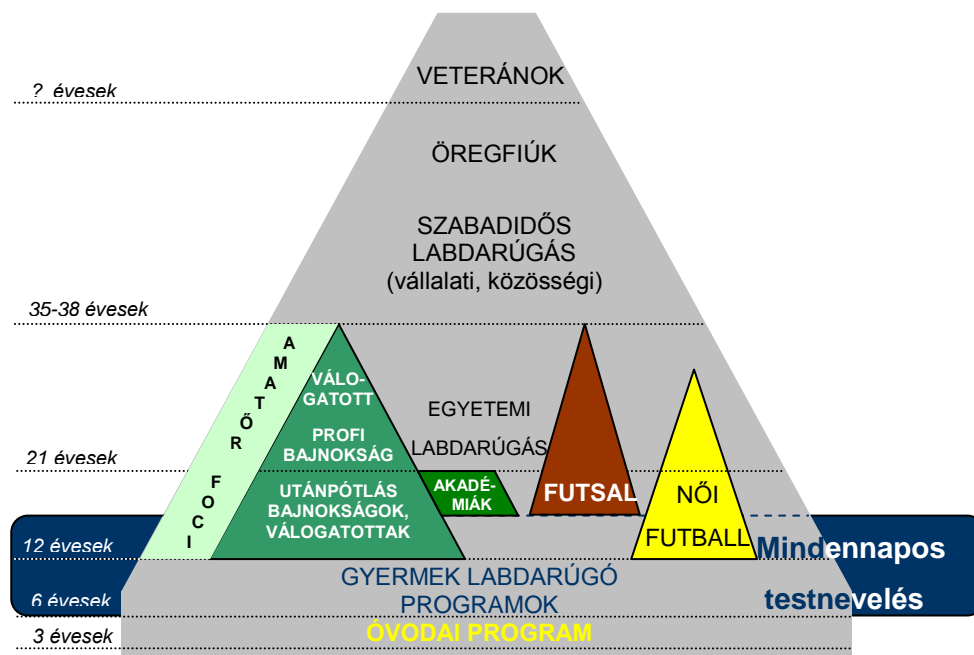 VETERÁNOK
? évesek
ÖREGFIÚK
SZABADIDŐS
LABDARÚGÁS
(vállalati, közösségi)
35-38 évesek
AMATŐR FOCI
VÁLO-
GATOTT
PROFI
BAJNOKSÁG
EGYETEMI
LABDARÚGÁS
21 évesek
UTÁNPÓTLÁS
BAJNOKSÁGOK,
VÁLOGATOTTAK
AKADÉ-
MIÁK
FUTSAL
NŐI
FUTBALL
12 évesek
Mindennapos
testnevelés
GYERMEK LABDARÚGÓ
PROGRAMOK
6 évesek
ÓVODAI PROGRAM
3 évesek